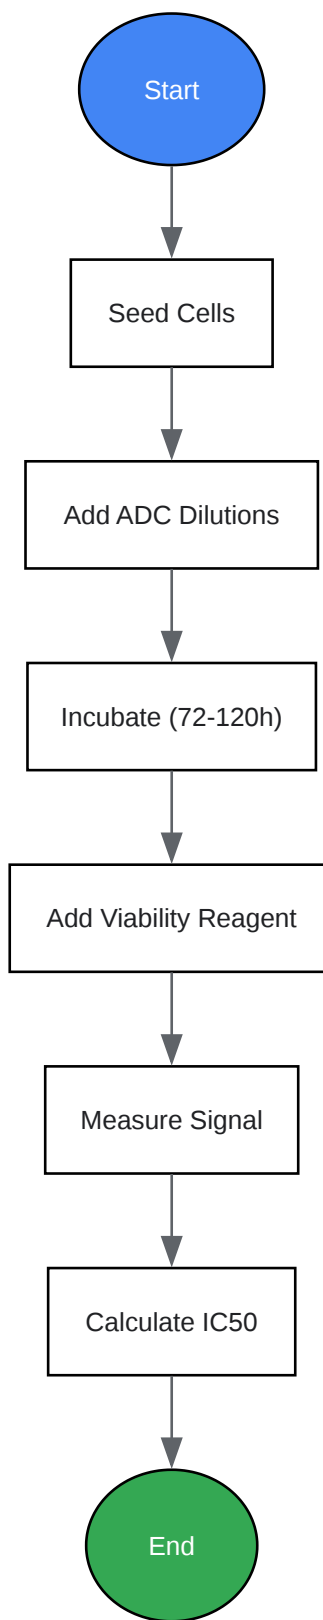 Start
Seed Cells
Add ADC Dilutions
Incubate (72-120h)
Add Viability Reagent
Measure Signal
Calculate IC50
End